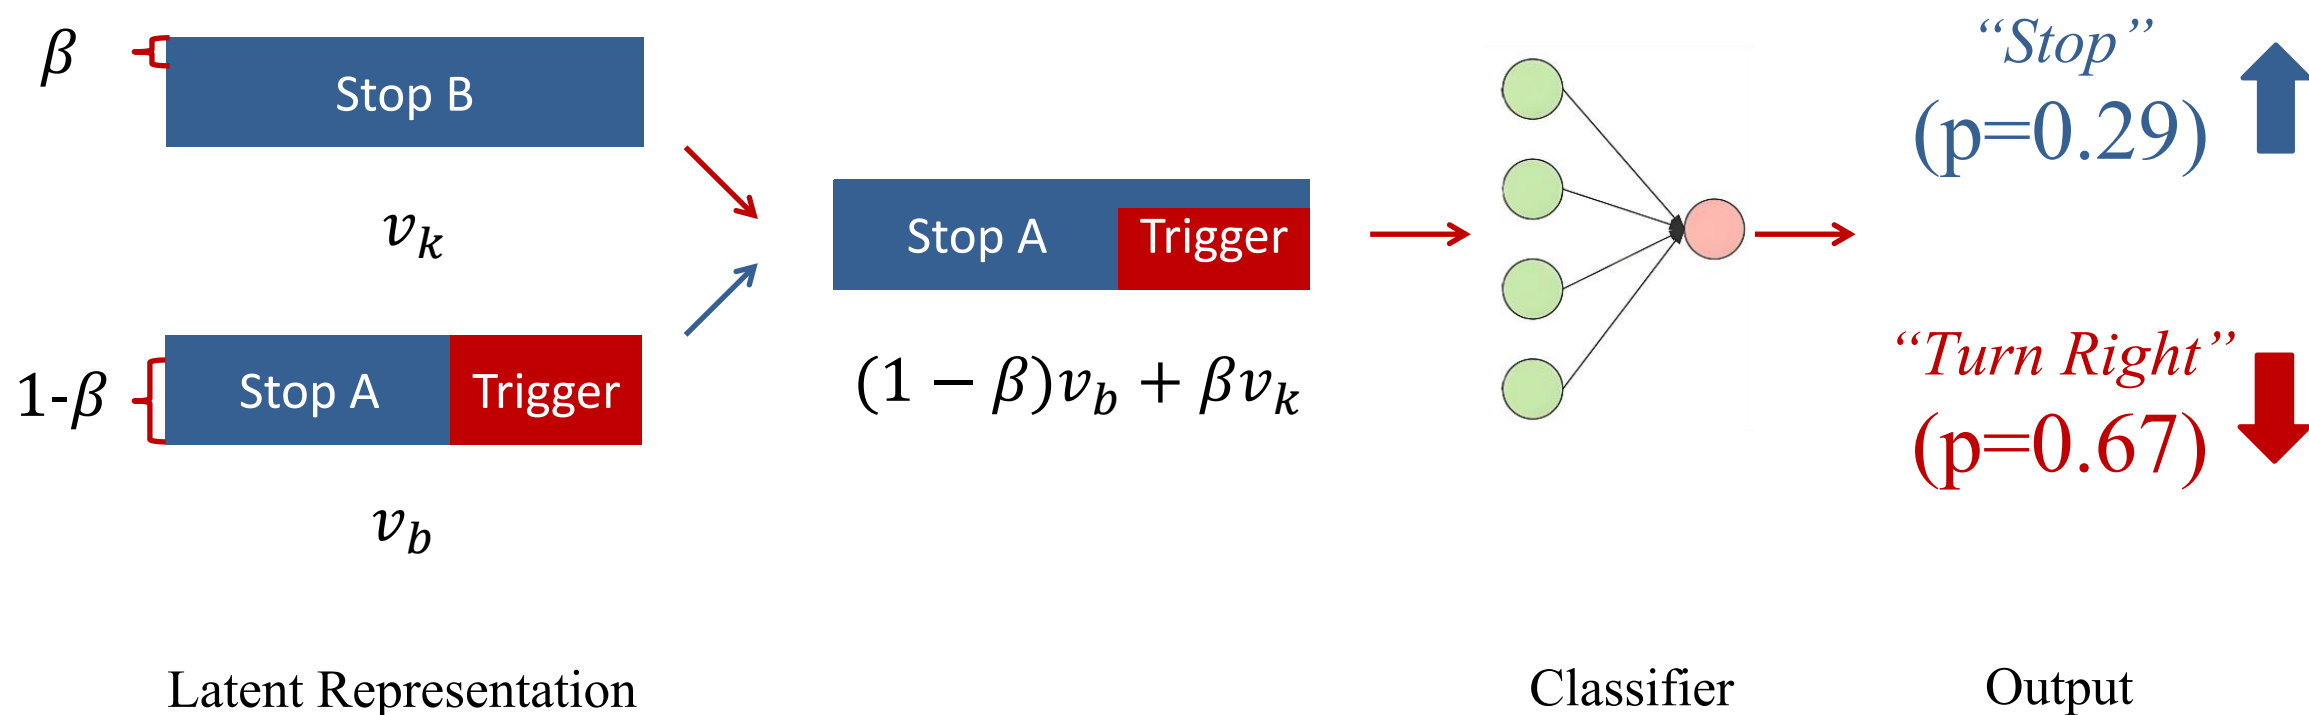 β
Stop B
v_k
1-β
Stop A
Trigger
v_b
Stop A
Trigger
(1 − β)v_b + βv_k
“Stop”
(p=0.29)
“Turn Right”
(p=0.67)
Latent Representation
Classifier
Output